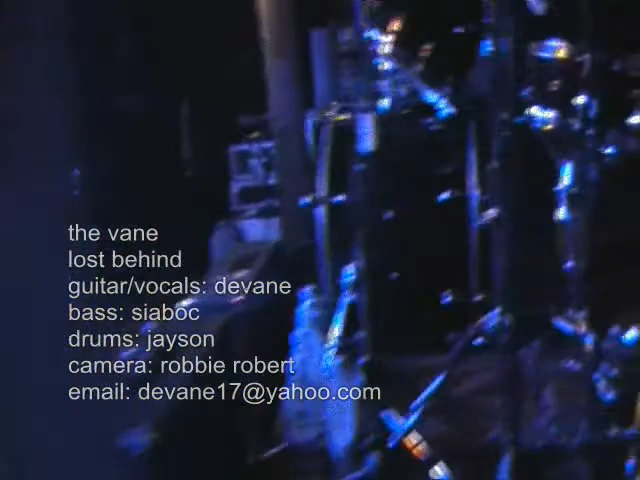 the vane
lost behind
guitar/vocals: devane
bass: siaboc
drums: jayson
camera: robbie robert
email: devane17@yahoo.com